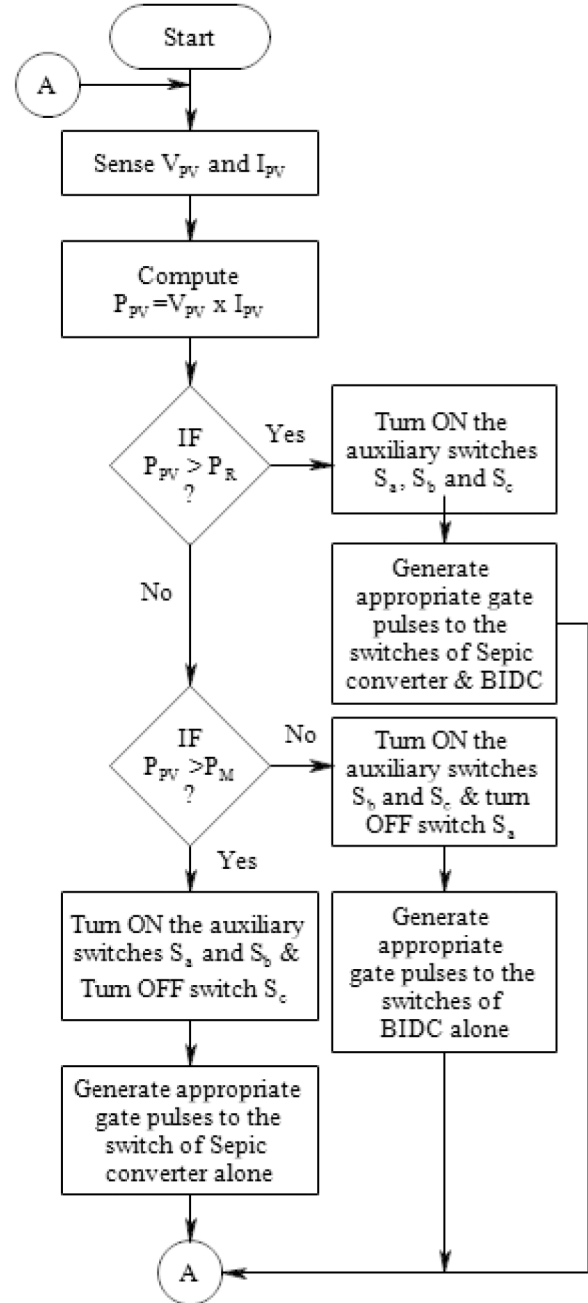 Start
A
Sense V_PV and I_PV
Compute
P_PV =V_PV x I_PV
IF
P_PV > P_R
?
Yes
Turn ON the
auxiliary switches
S_a, S_b and S_c
Generate
appropriate gate
pulses to the
switches of Sepic
converter & BIDC
No
IF
P_PV >P_M
?
No
Turn ON the
auxiliary switches
S_b and S_c & turn
OFF switch S_a
Generate
appropriate
gate pulses to the
switches of
BIDC alone
Yes
Turn ON the auxiliary
switches S_a and S_b &
Turn OFF switch S_c
Generate appropriate
gate pulses to the
switch of Sepic
converter alone
A